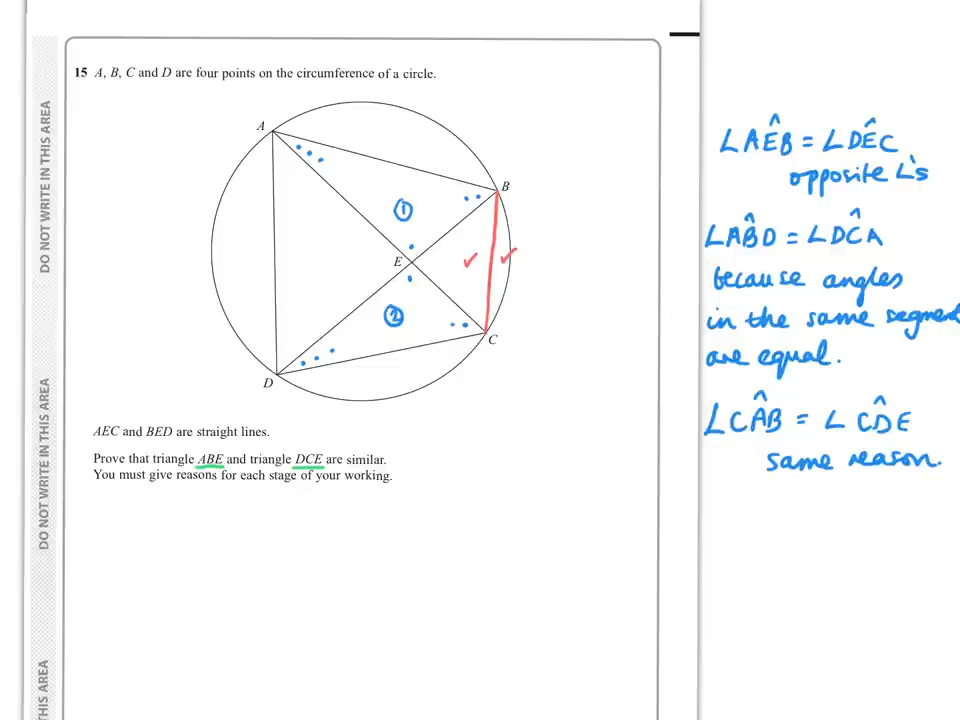 DO NOT WRITE IN THIS AREA
DO NOT WRITE IN THIS AREA
THIS AREA
15 A, B, C and D are four points on the circumference of a circle.
A
B
E
C
D
1
2
AEC and BED are straight lines.
Prove that triangle ABE and triangle DCE are similar.
You must give reasons for each stage of your working.
∠AÊB = ∠DÊC
opposite ∠'s
∠AB̂D = ∠DĈA
because angles
in the same segment
are equal.
∠CÂB = ∠CD̂E
same reason.